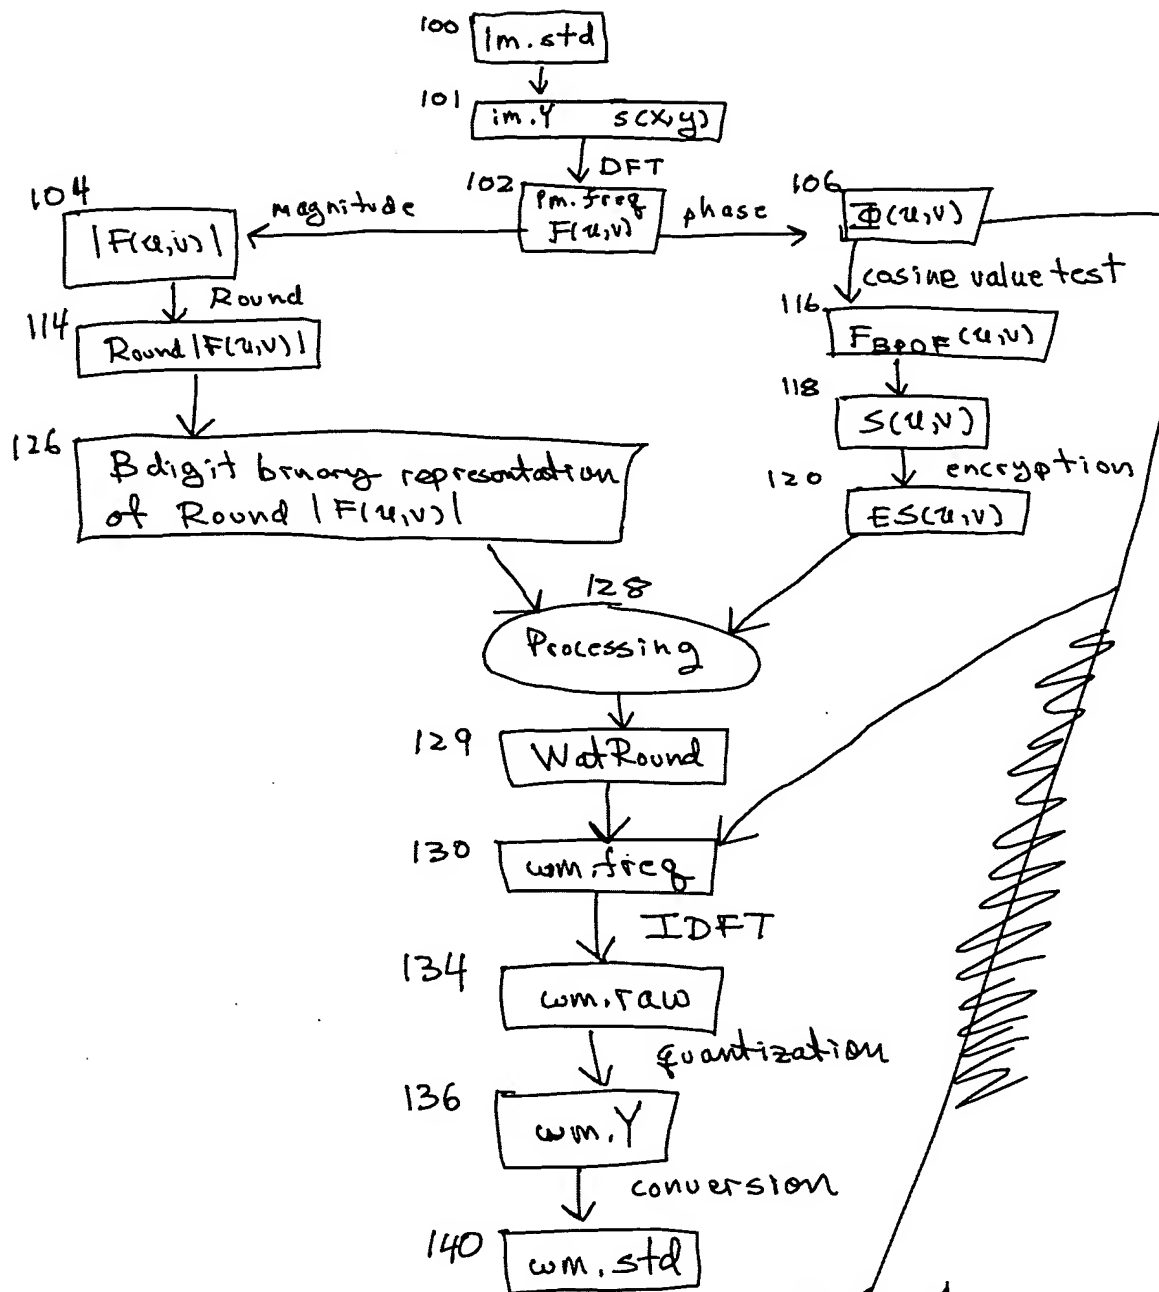 100
Im.std
101
im.Y s(x,y)
DFT
104
magnitude
102
im.freq
F(u,v)
phase
106
Φ(u,v)
|F(u,v)|
Round
cosine value test
114
Round |F(u,v)|
116
F_BPOF(u,v)
118
S(u,v)
126
B digit binary representation
of Round |F(u,v)|
encryption
120
ES(u,v)
128
Processing
129
WatRound
130
wm.freq
IDFT
134
wm.raw
quantization
136
wm.Y
conversion
140
wm.std